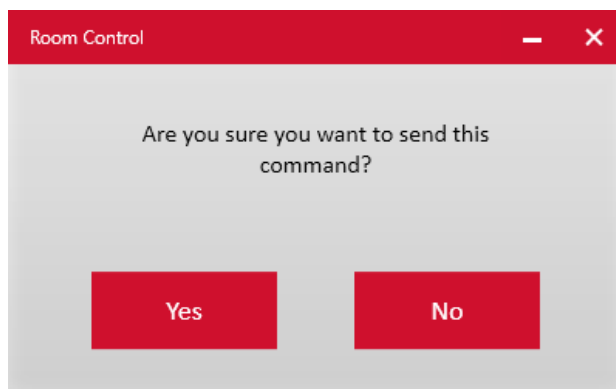 Room Control
Are you sure you want to send this
command?
Yes
No